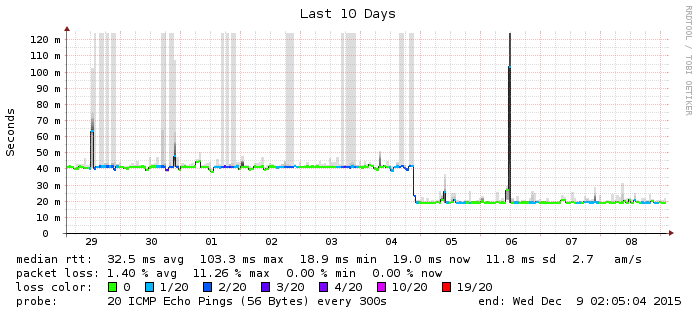 Last 10 Days
RRDTOOL / TOBI OETIKER
Seconds
120 m
110 m
100 m
90 m
80 m
70 m
60 m
50 m
40 m
30 m
20 m
10 m
0
29 30 01 02 03 04 05 06 07 08
median rtt: 32.5 ms avg 103.3 ms max 18.9 ms min 19.0 ms now 11.8 ms sd 2.7 am/s
packet loss: 1.40 % avg 11.26 % max 0.00 % min 0.00 % now
loss color: 0 1/20 2/20 3/20 4/20 10/20 19/20
probe: 20 ICMP Echo Pings (56 Bytes) every 300s end: Wed Dec 9 02:05:04 2015